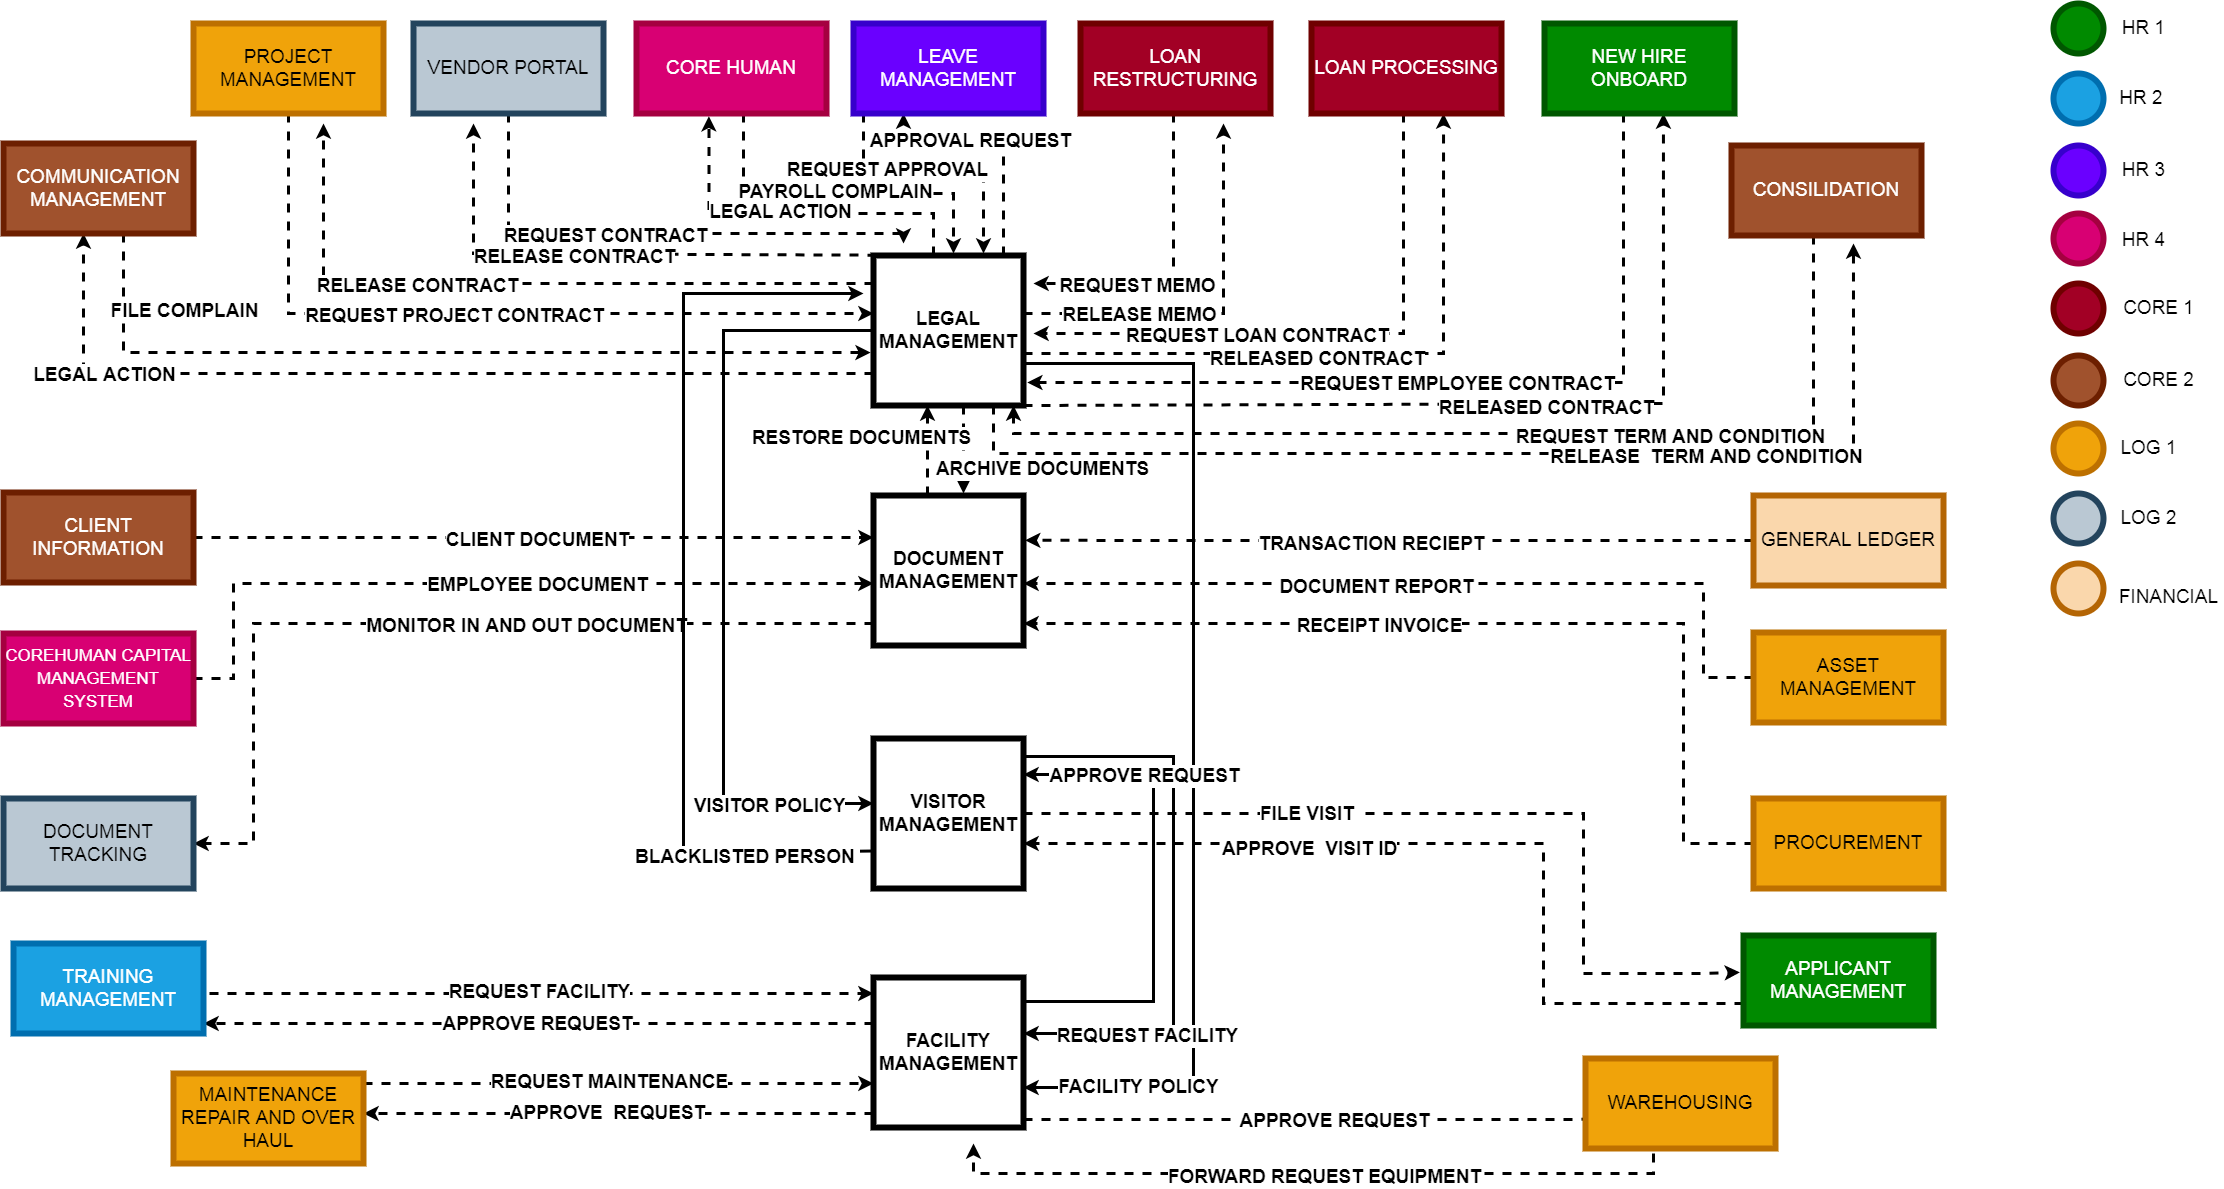 PROJECT
MANAGEMENT
VENDOR PORTAL
CORE HUMAN
LEAVE
MANAGEMENT
LOAN
RESTRUCTURING
LOAN PROCESSING
NEW HIRE
ONBOARD
HR 1
HR 2
HR 3
HR 4
CORE 1
CORE 2
LOG 1
LOG 2
FINANCIAL
COMMUNICATION
MANAGEMENT
CONSILIDATION
APPROVAL REQUEST
REQUEST APPROVAL
PAYROLL COMPLAIN
LEGAL ACTION
REQUEST CONTRACT
RELEASE CONTRACT
RELEASE CONTRACT
REQUEST PROJECT CONTRACT
FILE COMPLAIN
LEGAL ACTION
LEGAL
MANAGEMENT
REQUEST MEMO
RELEASE MEMO
REQUEST LOAN CONTRACT
RELEASED CONTRACT
REQUEST EMPLOYEE CONTRACT
RELEASED CONTRACT
REQUEST TERM AND CONDITION
RELEASE  TERM AND CONDITION
RESTORE DOCUMENTS
ARCHIVE DOCUMENTS
CLIENT
INFORMATION
CLIENT DOCUMENT
EMPLOYEE DOCUMENT
MONITOR IN AND OUT DOCUMENT
DOCUMENT
MANAGEMENT
TRANSACTION RECIEPT
DOCUMENT REPORT
RECEIPT INVOICE
GENERAL LEDGER
COREHUMAN CAPITAL
MANAGEMENT
SYSTEM
ASSET
MANAGEMENT
DOCUMENT
TRACKING
VISITOR POLICY
BLACKLISTED PERSON
VISITOR
MANAGEMENT
APPROVE REQUEST
FILE VISIT
APPROVE  VISIT ID
PROCUREMENT
TRAINING
MANAGEMENT
REQUEST FACILITY
APPROVE REQUEST
FACILITY
MANAGEMENT
REQUEST FACILITY
FACILITY POLICY
APPLICANT
MANAGEMENT
MAINTENANCE
REPAIR AND OVER
HAUL
REQUEST MAINTENANCE
APPROVE  REQUEST
APPROVE REQUEST
WAREHOUSING
FORWARD REQUEST EQUIPMENT